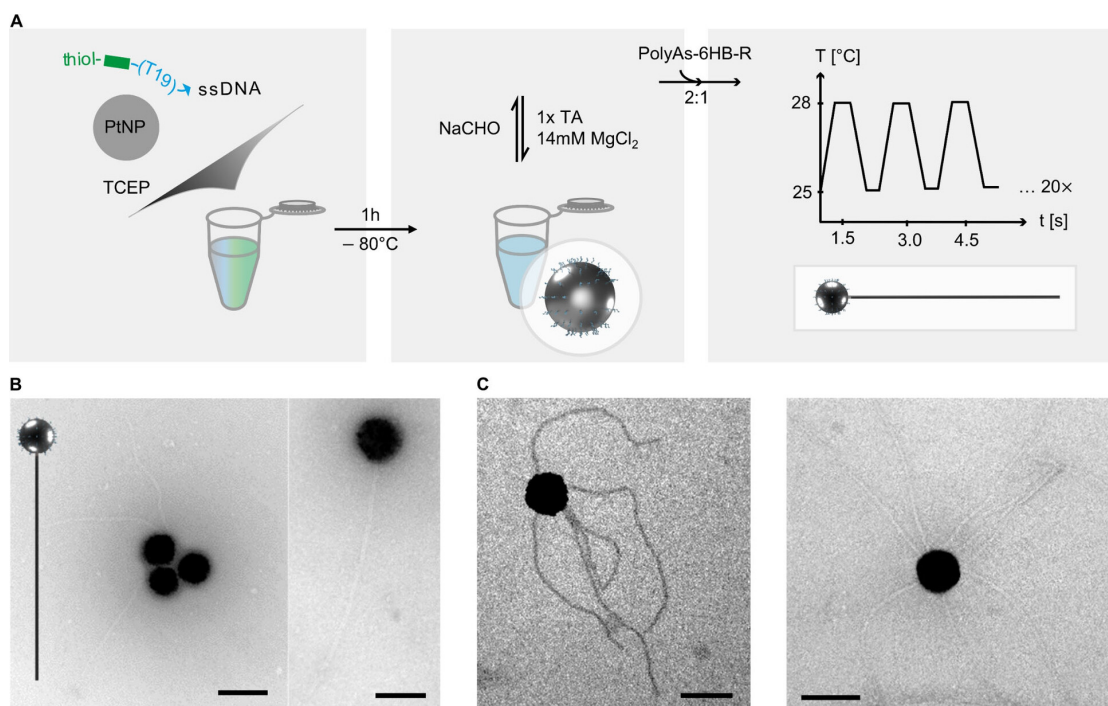 A
thiol-
-(T19)
ssDNA
PtNP
TCEP
1h
– 80°C
NaCHO
1x TA
14mM MgCl₂
PolyAs-6HB-R
2:1
T [°C]
28
25
... 20×
t [s]
1.5
3.0
4.5
B
C